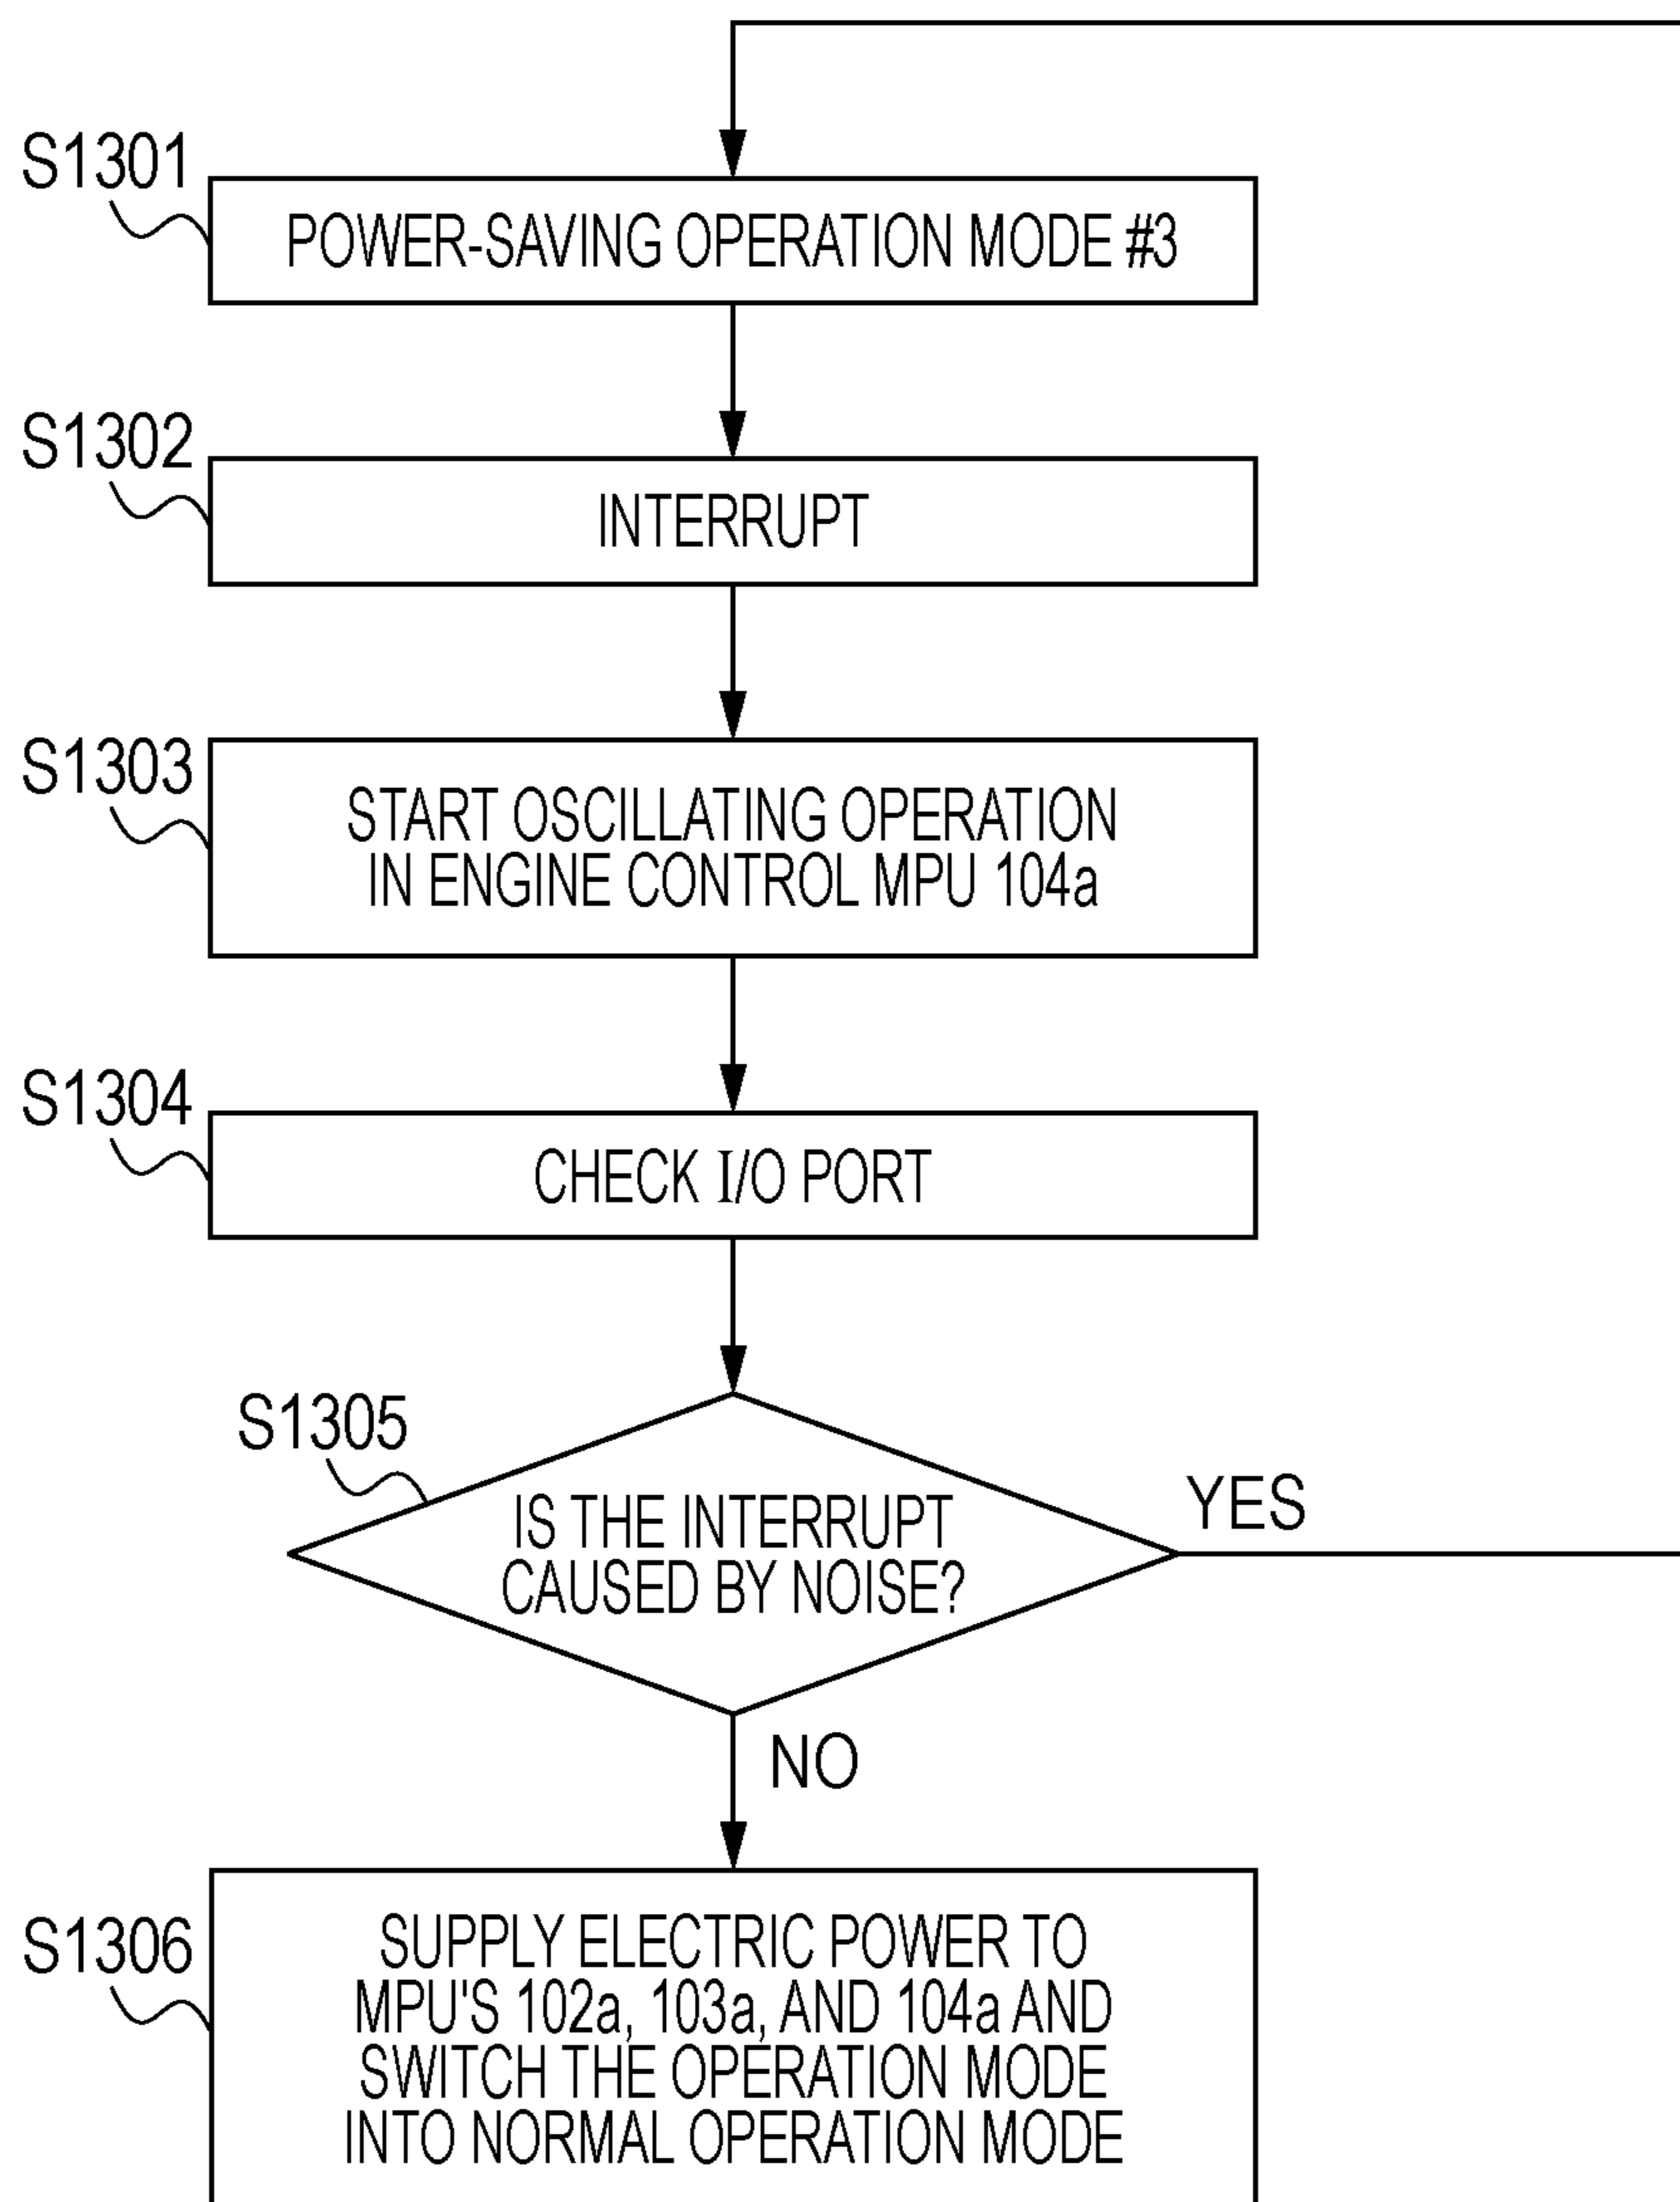 S1301
POWER-SAVING OPERATION MODE #3
S1302
INTERRUPT
S1303
START OSCILLATING OPERATION
IN ENGINE CONTROL MPU 104a
S1304
CHECK I/O PORT
S1305
IS THE INTERRUPT
CAUSED BY NOISE?
YES
NO
S1306
SUPPLY ELECTRIC POWER TO
MPU'S 102a, 103a, AND 104a AND
SWITCH THE OPERATION MODE
INTO NORMAL OPERATION MODE